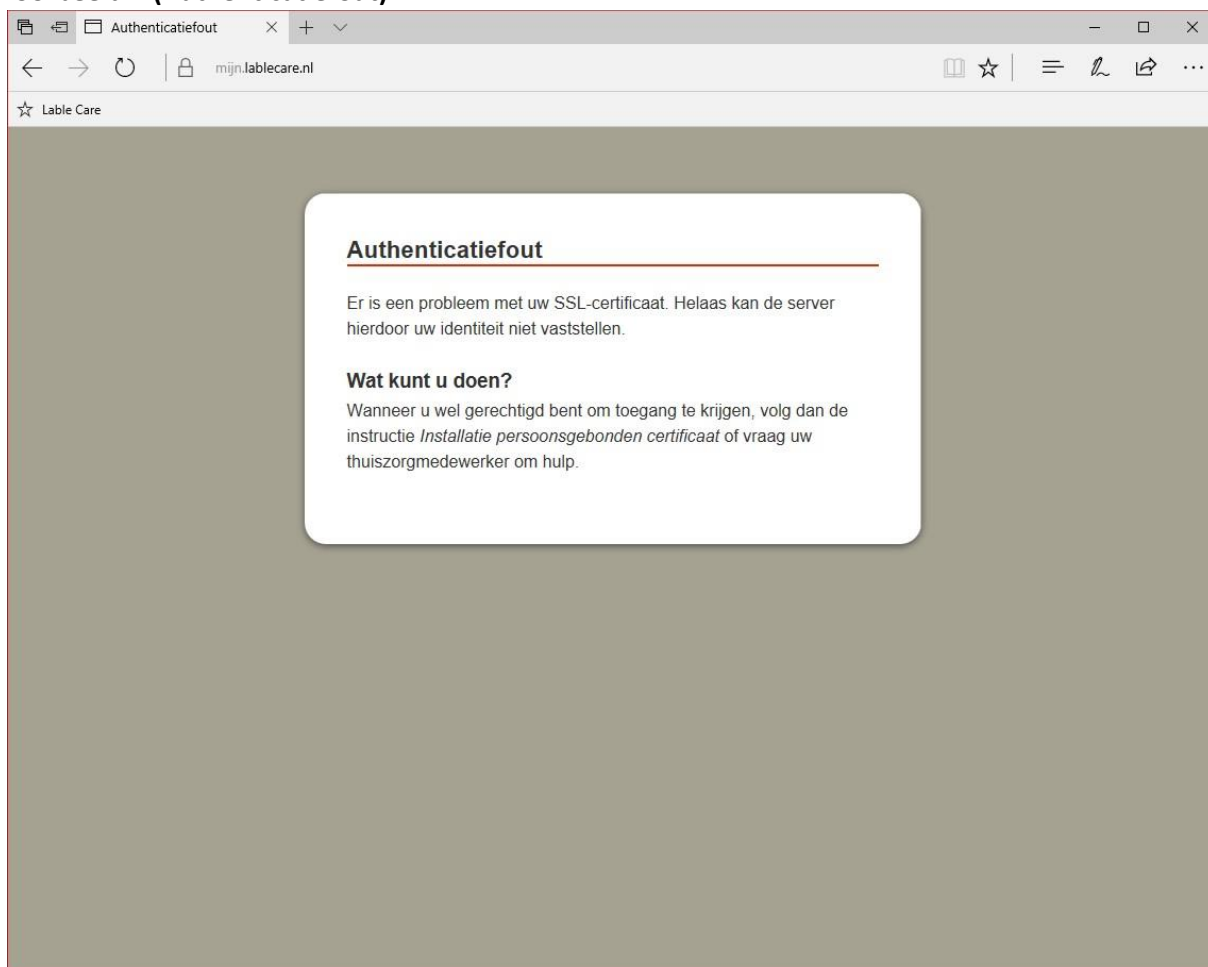 (Authenticatiefout)
Authenticatiefout
mijn.lablecare.nl
Lable Care
Authenticatiefout
Er is een probleem met uw SSL-certificaat. Helaas kan de server
hierdoor uw identiteit niet vaststellen.
Wat kunt u doen?
Wanneer u wel gerechtigd bent om toegang te krijgen, volg dan de
instructie Installatie persoonsgebonden certificaat of vraag uw
thuiszorgmedewerker om hulp.